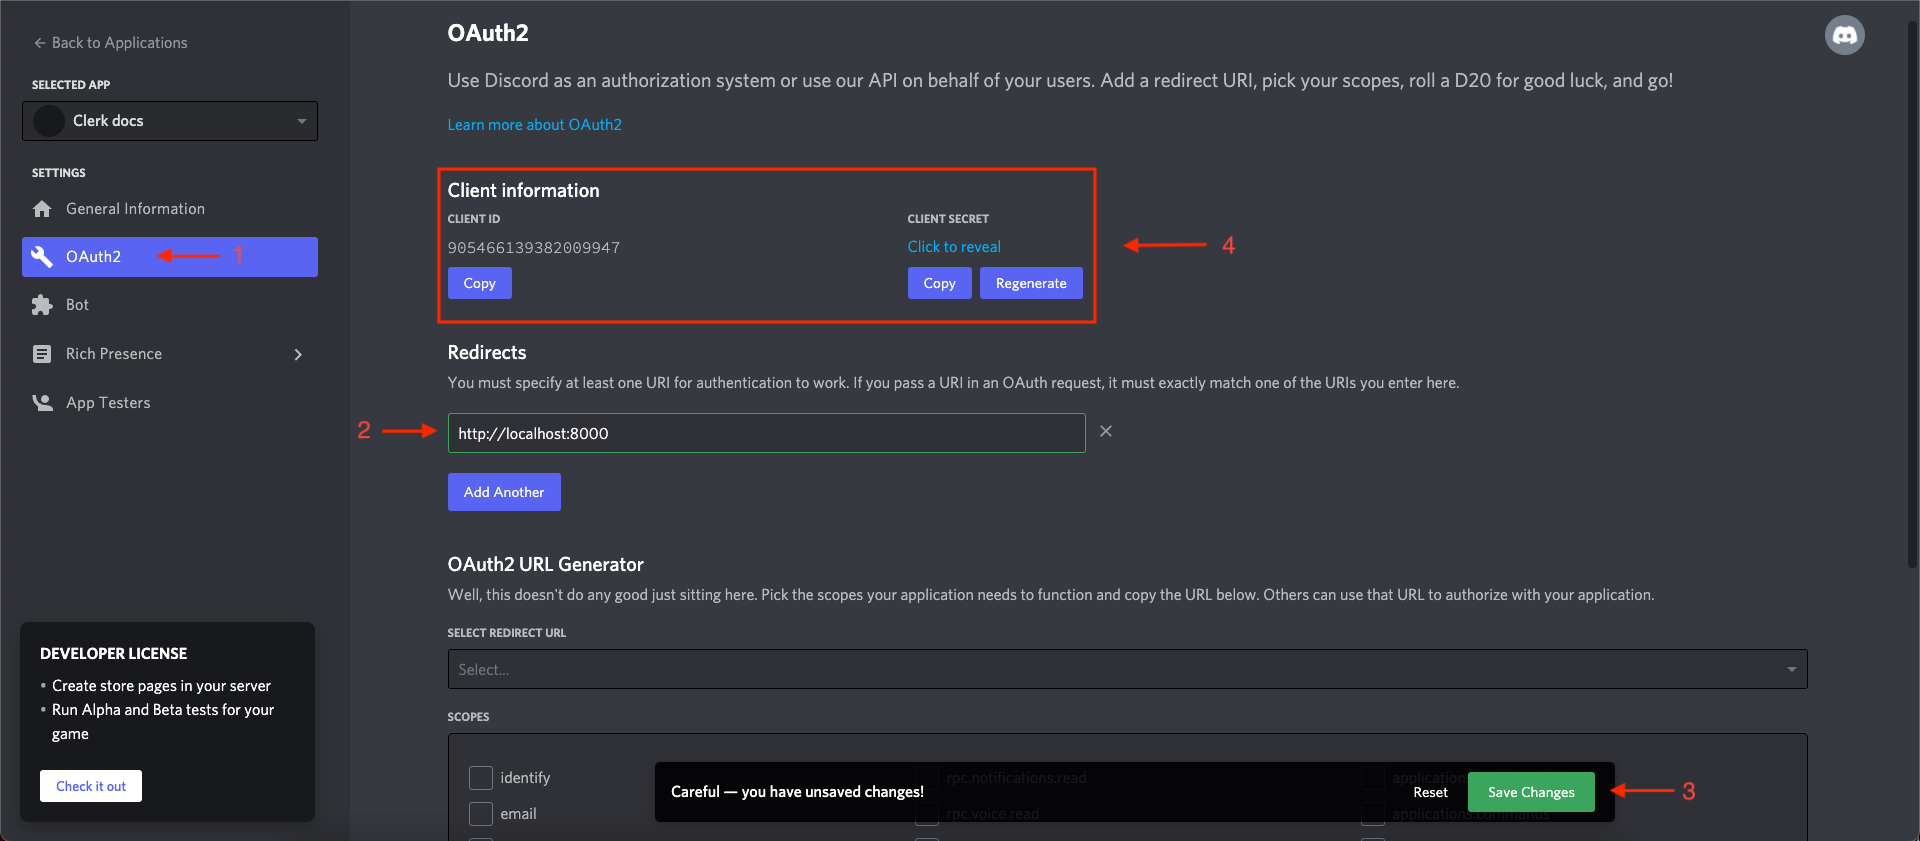 ← Back to Applications
SELECTED APP
Clerk docs
SETTINGS
General Information
OAuth2
1
Bot
Rich Presence
App Testers
DEVELOPER LICENSE
• Create store pages in your server
• Run Alpha and Beta tests for your
game
Check it out
OAuth2
Use Discord as an authorization system or use our API on behalf of your users. Add a redirect URI, pick your scopes, roll a D20 for good luck, and go!
Learn more about OAuth2
Client information
CLIENT ID
905466139382009947
Copy
CLIENT SECRET
Click to reveal
Copy Regenerate
4
Redirects
You must specify at least one URI for authentication to work. If you pass a URI in an OAuth request, it must exactly match one of the URIs you enter here.
2
http://localhost:8000
Add Another
OAuth2 URL Generator
Well, this doesn't do any good just sitting here. Pick the scopes your application needs to function and copy the URL below. Others can use that URL to authorize with your application.
SELECT REDIRECT URL
Select...
SCOPES
identify
email
rpc.notifications.read
rpc.voice.read
applications.commands
Careful — you have unsaved changes!
Reset
Save Changes
3